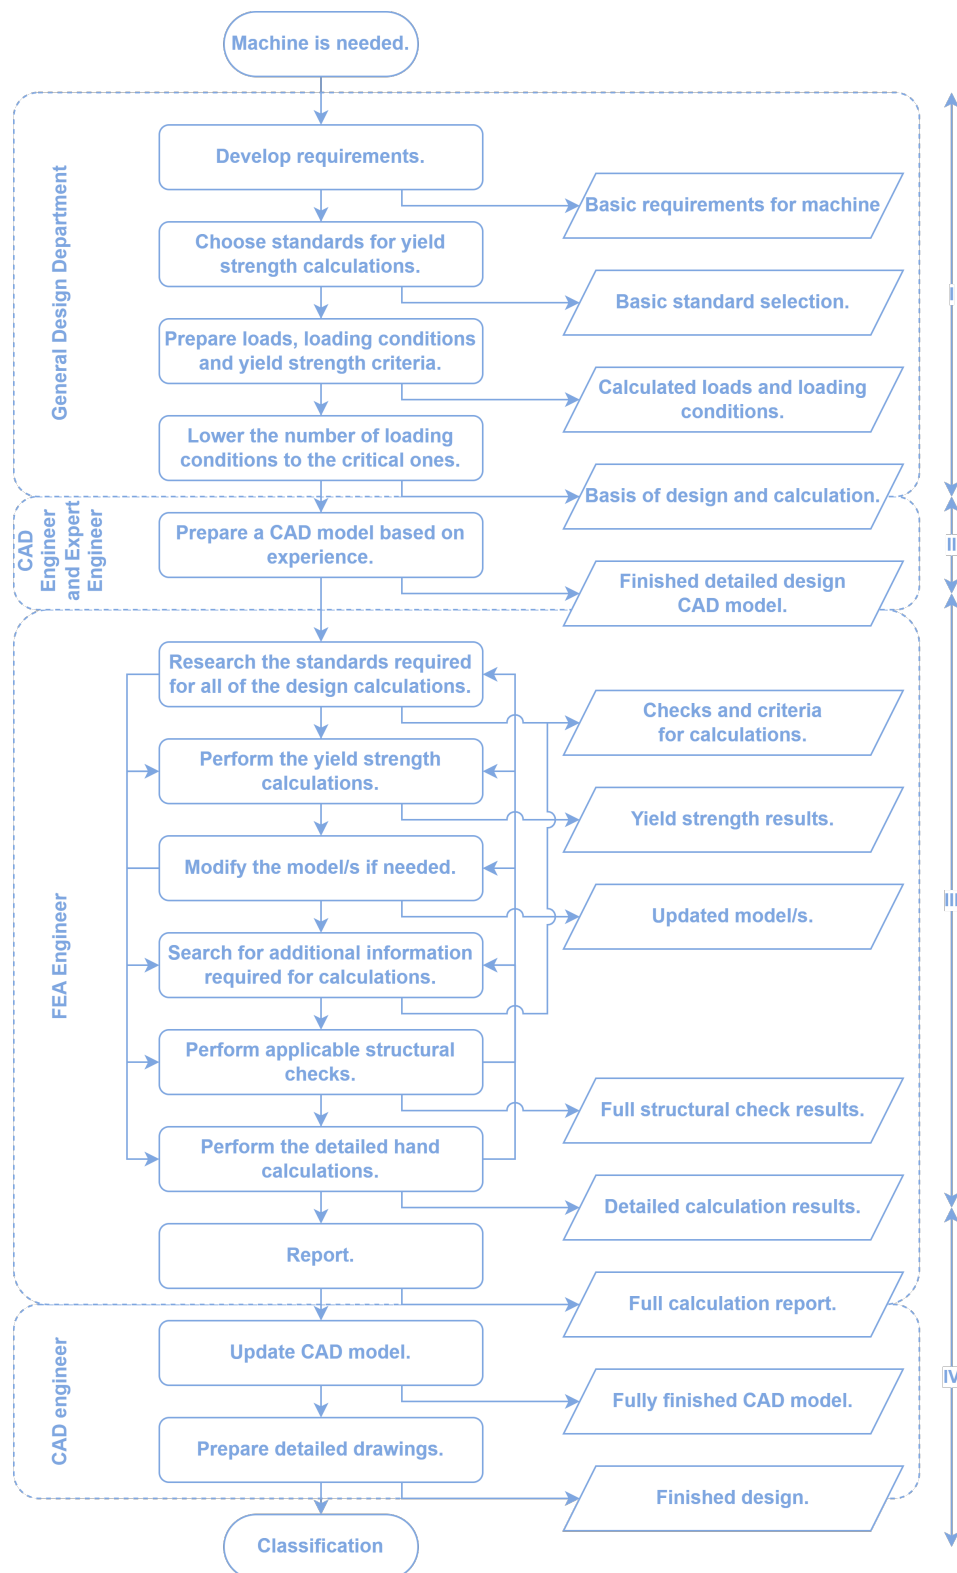 Machine is needed.
General Design Department
Develop requirements.
Basic requirements for machine
Choose standards for yield
strength calculations.
Basic standard selection.
I
Prepare loads, loading conditions
and yield strength criteria.
Calculated loads and loading
conditions.
Lower the number of loading
conditions to the critical ones.
Basis of design and calculation.
CAD
Engineer
and Expert
Engineer
Prepare a CAD model based on
experience.
II
Finished detailed design
CAD model.
FEA Engineer
Research the standards required
for all of the design calculations.
Checks and criteria
for calculations.
Perform the yield strength
calculations.
Yield strength results.
Modify the model/s if needed.
III
Updated model/s.
Search for additional information
required for calculations.
Perform applicable structural
checks.
Full structural check results.
Perform the detailed hand
calculations.
Detailed calculation results.
Report.
Full calculation report.
CAD engineer
Update CAD model.
IV
Fully finished CAD model.
Prepare detailed drawings.
Finished design.
Classification